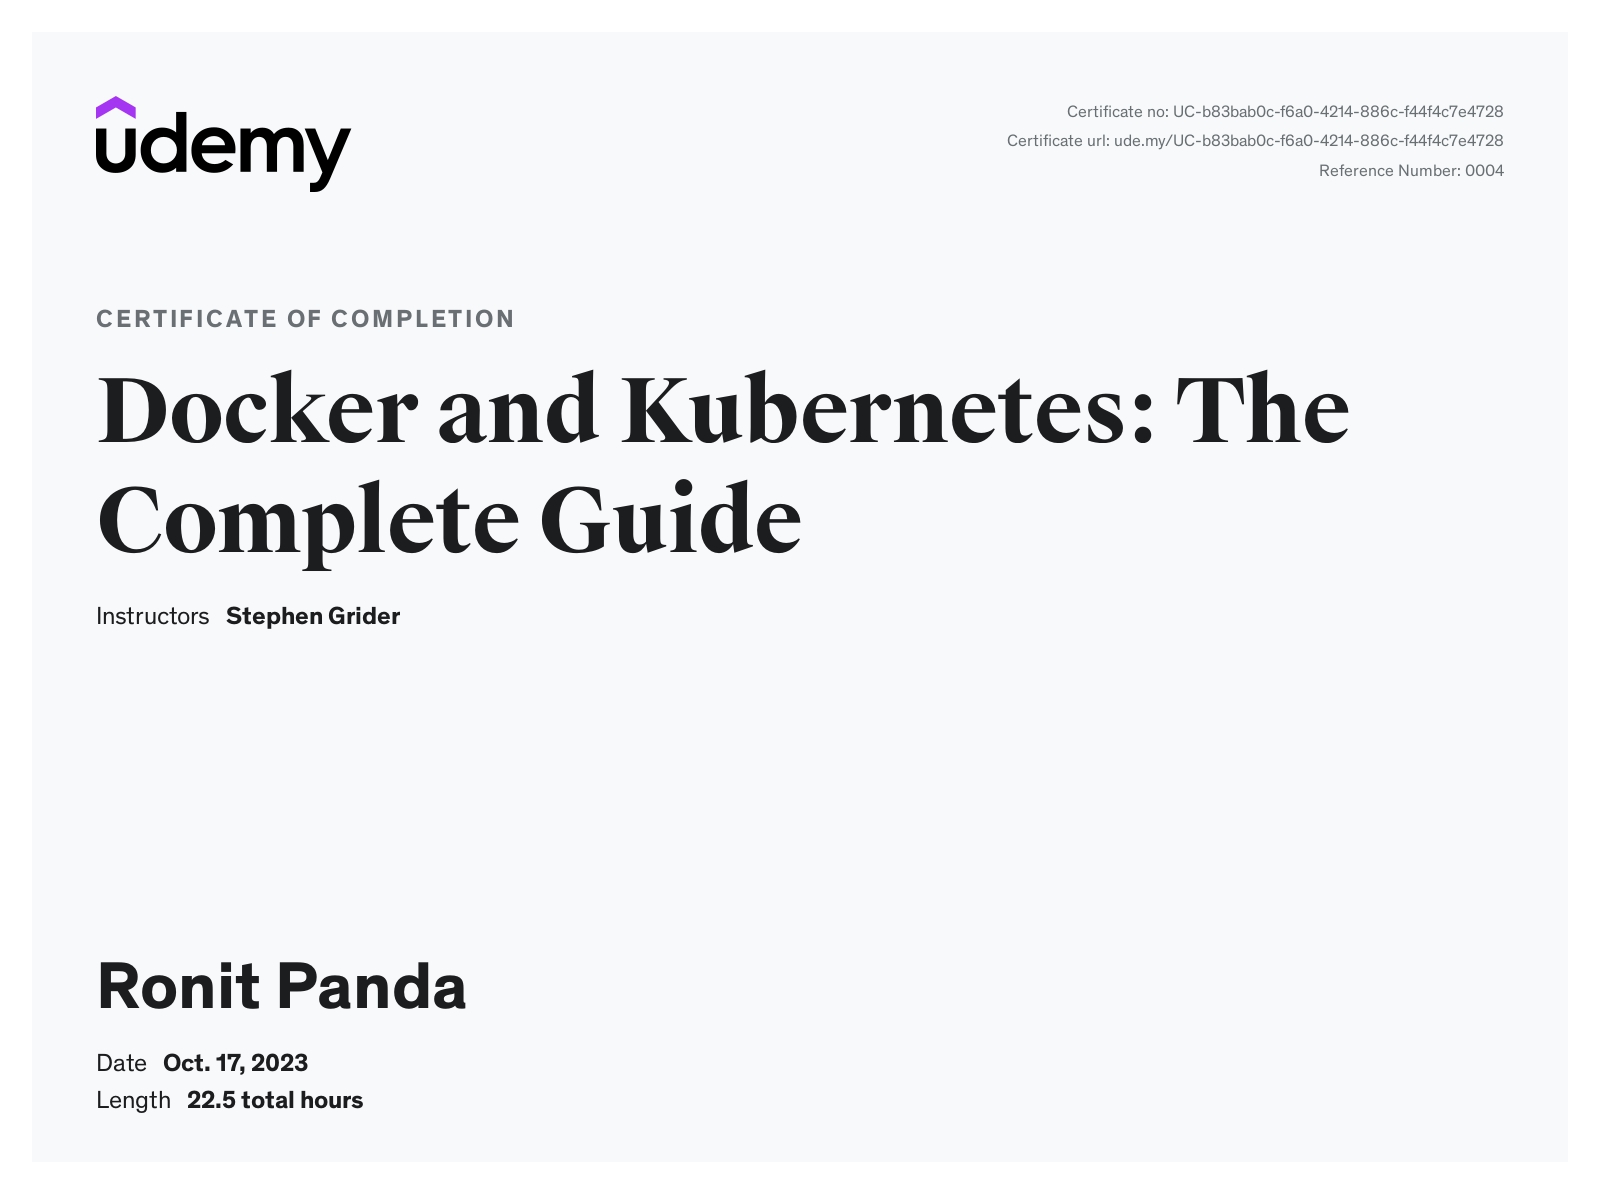 udemy
Certificate no: UC-b83bab0c-f6a0-4214-886c-f44f4c7e4728
Certificate url: ude.my/UC-b83bab0c-f6a0-4214-886c-f44f4c7e4728
Reference Number: 0004
CERTIFICATE OF COMPLETION
Docker and Kubernetes: The
Complete Guide
Instructors Stephen Grider
Ronit Panda
Date Oct. 17, 2023
Length 22.5 total hours